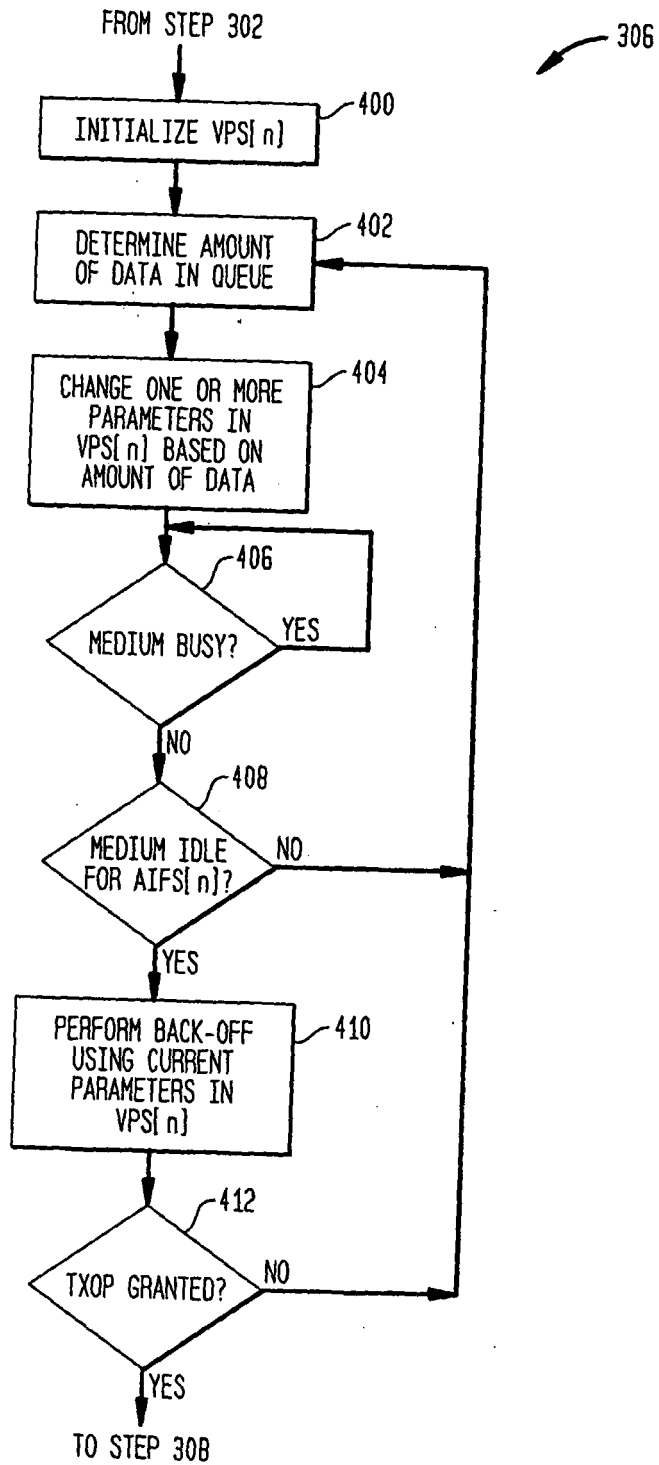 FROM STEP 302
306
400
INITIALIZE VPS[n]
402
DETERMINE AMOUNT
OF DATA IN QUEUE
404
CHANGE ONE OR MORE
PARAMETERS IN
VPS[n] BASED ON
AMOUNT OF DATA
406
MEDIUM BUSY?
YES
NO
408
MEDIUM IDLE
FOR AIFS[n]?
NO
YES
410
PERFORM BACK-OFF
USING CURRENT
PARAMETERS IN
VPS[n]
412
TXOP GRANTED?
NO
YES
TO STEP 308